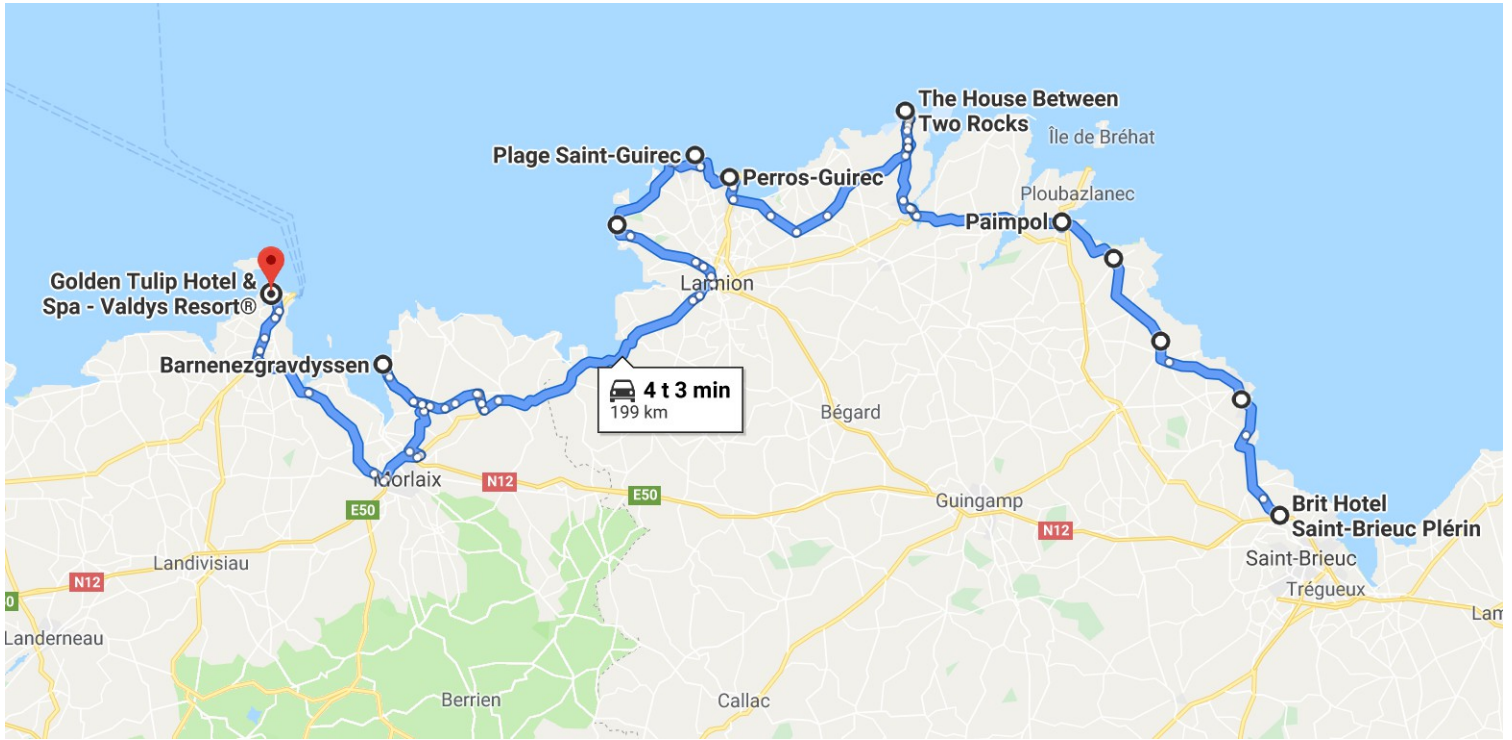 The House Between
Two Rocks
Île de Bréhat
Plage Saint-Guirec
Perros-Guirec
Ploubazlanec
Paimpol
Golden Tulip Hotel &
Spa - Valdys Resort®
Lannion
Barnenezgravdyssen
4 t 3 min
199 km
Bégard
Morlaix
N12
E50
E50
Guingamp
N12
Brit Hotel
Saint-Brieuc Plérin
Landivisiau
Saint-Brieuc
N12
Trégueux
0
Lam
Landerneau
Berrien
Callac